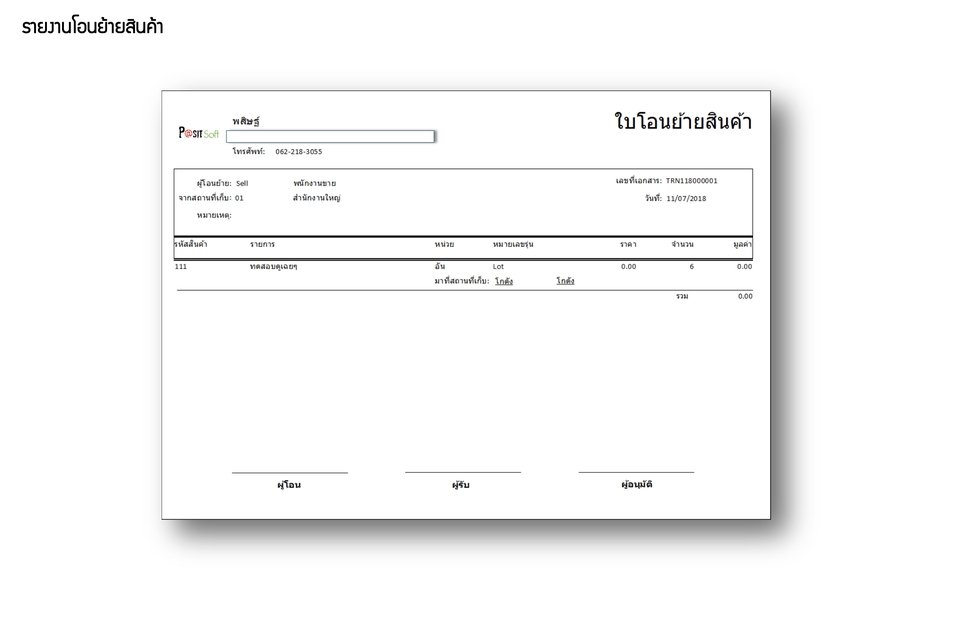 รายงานโอนย้ายสินค้า
พสิษฐ์
ใบโอนย้ายสินค้า
P@sit Soft
โทรศัพท์: 062-218-3055
ผู้โอนย้าย: Sell พนักงานขาย เลขที่เอกสาร: TRN118000001
จากสถานที่เก็บ: 01 สำนักงานใหญ่ วันที่: 11/07/2018
หมายเหตุ:
รหัสสินค้า รายการ หน่วย หมายเลขรุ่น ราคา จำนวน มูลค่า
111 ทดสอบดูเฉยๆ อัน Lot 0.00 6 0.00
มาที่สถานที่เก็บ: โกดัง โกดัง
รวม 0.00
ผู้โอน ผู้รับ ผู้อนุมัติ